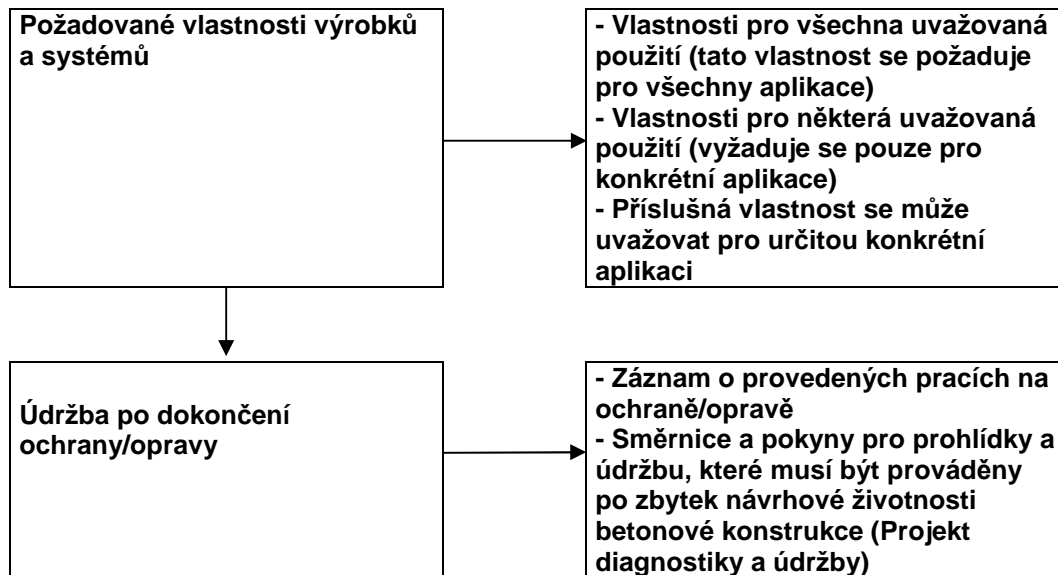 Požadované vlastnosti výrobků
a systémů
- Vlastnosti pro všechna uvažovaná
použití (tato vlastnost se požaduje
pro všechny aplikace)
- Vlastnosti pro některá uvažovaná
použití (vyžaduje se pouze pro
konkrétní aplikace)
- Příslušná vlastnost se může
uvažovat pro určitou konkrétní
aplikaci
Údržba po dokončení
ochrany/opravy
- Záznam o provedených pracích na
ochraně/opravě
- Směrnice a pokyny pro prohlídky a
údržbu, které musí být prováděny
po zbytek návrhové životnosti
betonové konstrukce (Projekt
diagnostiky a údržby)